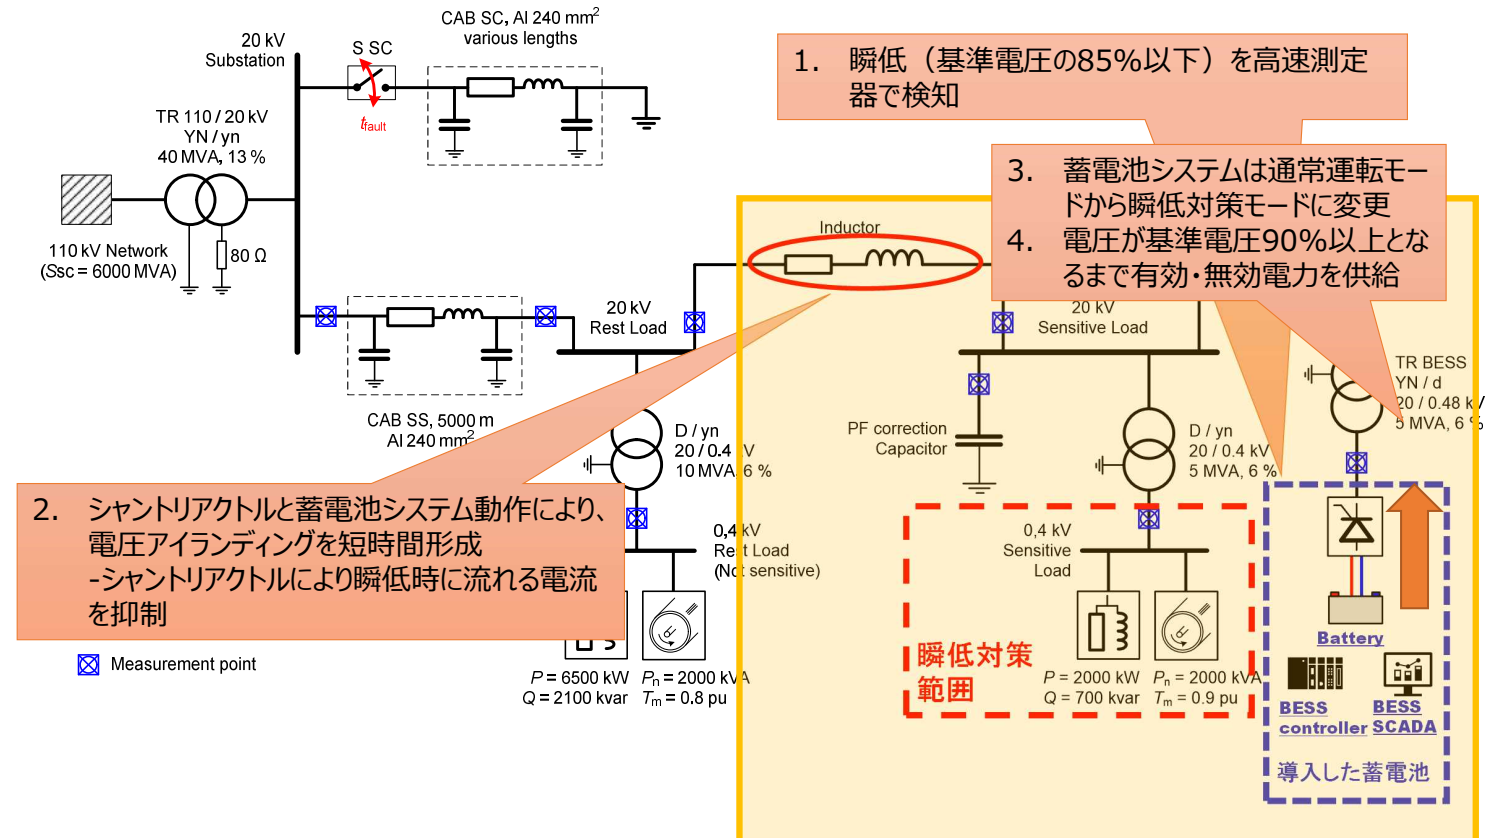 CAB SC, Al 240 mm²
various lengths
20 kV
Substation
S SC
tfault
TR 110 / 20 kV
YN / yn
40 MVA, 13 %
80 Ω
110 kV Network
(Ssc = 6000 MVA)
CAB SS, 5000 m
Al 240 mm²
20 kV
Rest Load
Inductor
1. 瞬低（基準電圧の85%以下）を高速測定
器で検知
3. 蓄電池システムは通常運転モー
ドから瞬低対策モードに変更
4. 電圧が基準電圧90%以上とな
るまで有効・無効電力を供給
20 kV
Sensitive Load
TR BESS
YN / d
20 / 0.48 kV
5 MVA, 6 %
PF correction
Capacitor
D / yn
20 / 0.4 kV
10 MVA, 6 %
D / yn
20 / 0.4 kV
5 MVA, 6 %
2. シャントリアクトルと蓄電池システム動作により、
電圧アイランディングを短時間形成
-シャントリアクトルにより瞬低時に流れる電流
を抑制
0,4 kV
Rest Load
(Not sensitive)
0,4 kV
Sensitive
Load
P = 6500 kW
Q = 2100 kvar
Pn = 2000 kVA
Tm = 0.8 pu
瞬低対策
範囲
P = 2000 kW
Q = 700 kvar
Pn = 2000 kVA
Tm = 0.9 pu
Battery
BESS
controller
BESS
SCADA
導入した蓄電池
Measurement point